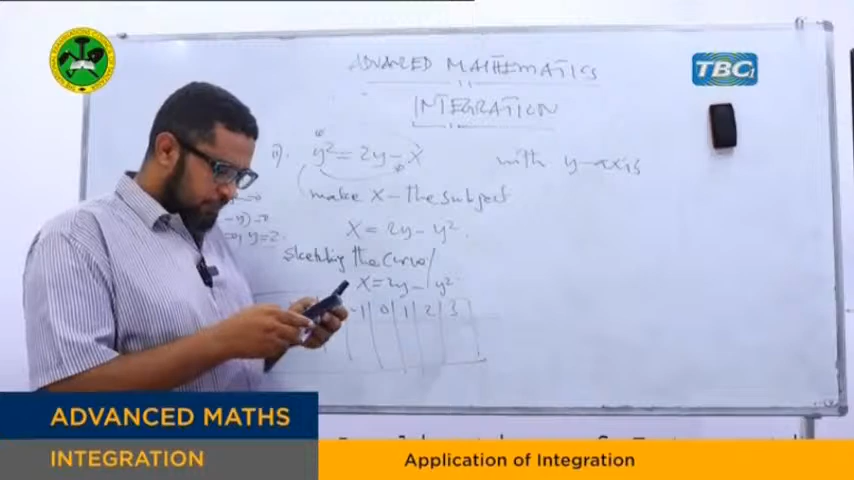 TBC1
ADVANCED MATHEMATICS
INTEGRATION
ii). y² = 2y - x with y-axis
make x - the subject
x = 2y - y².
y=2.
sketching the curve
x = 2y - y²
-1 0 1 2 3
ADVANCED MATHS
INTEGRATION
Application of Integration